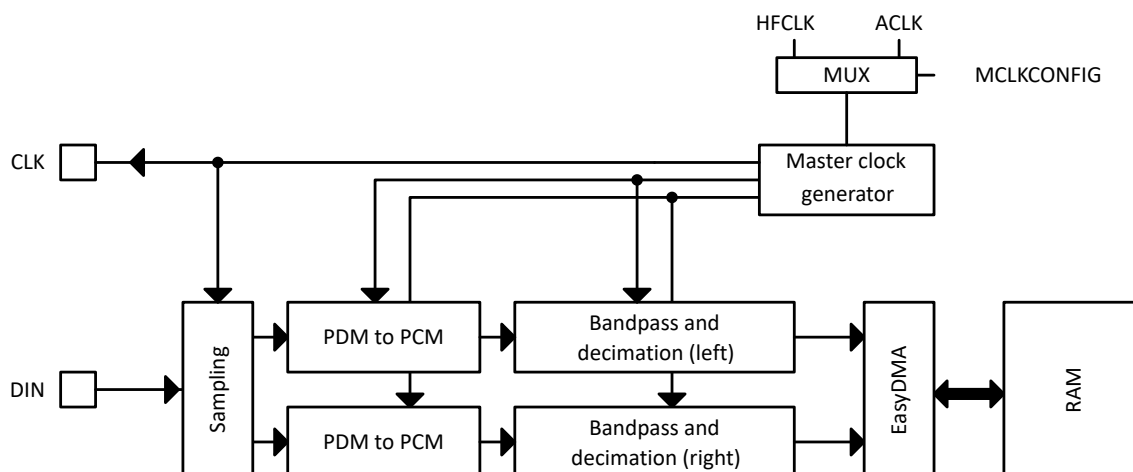 HFCLK ACLK
MUX MCLKCONFIG
CLK
Master clock
generator
DIN
Sampling
PDM to PCM
Bandpass and
decimation (left)
PDM to PCM
Bandpass and
decimation (right)
EasyDMA
RAM